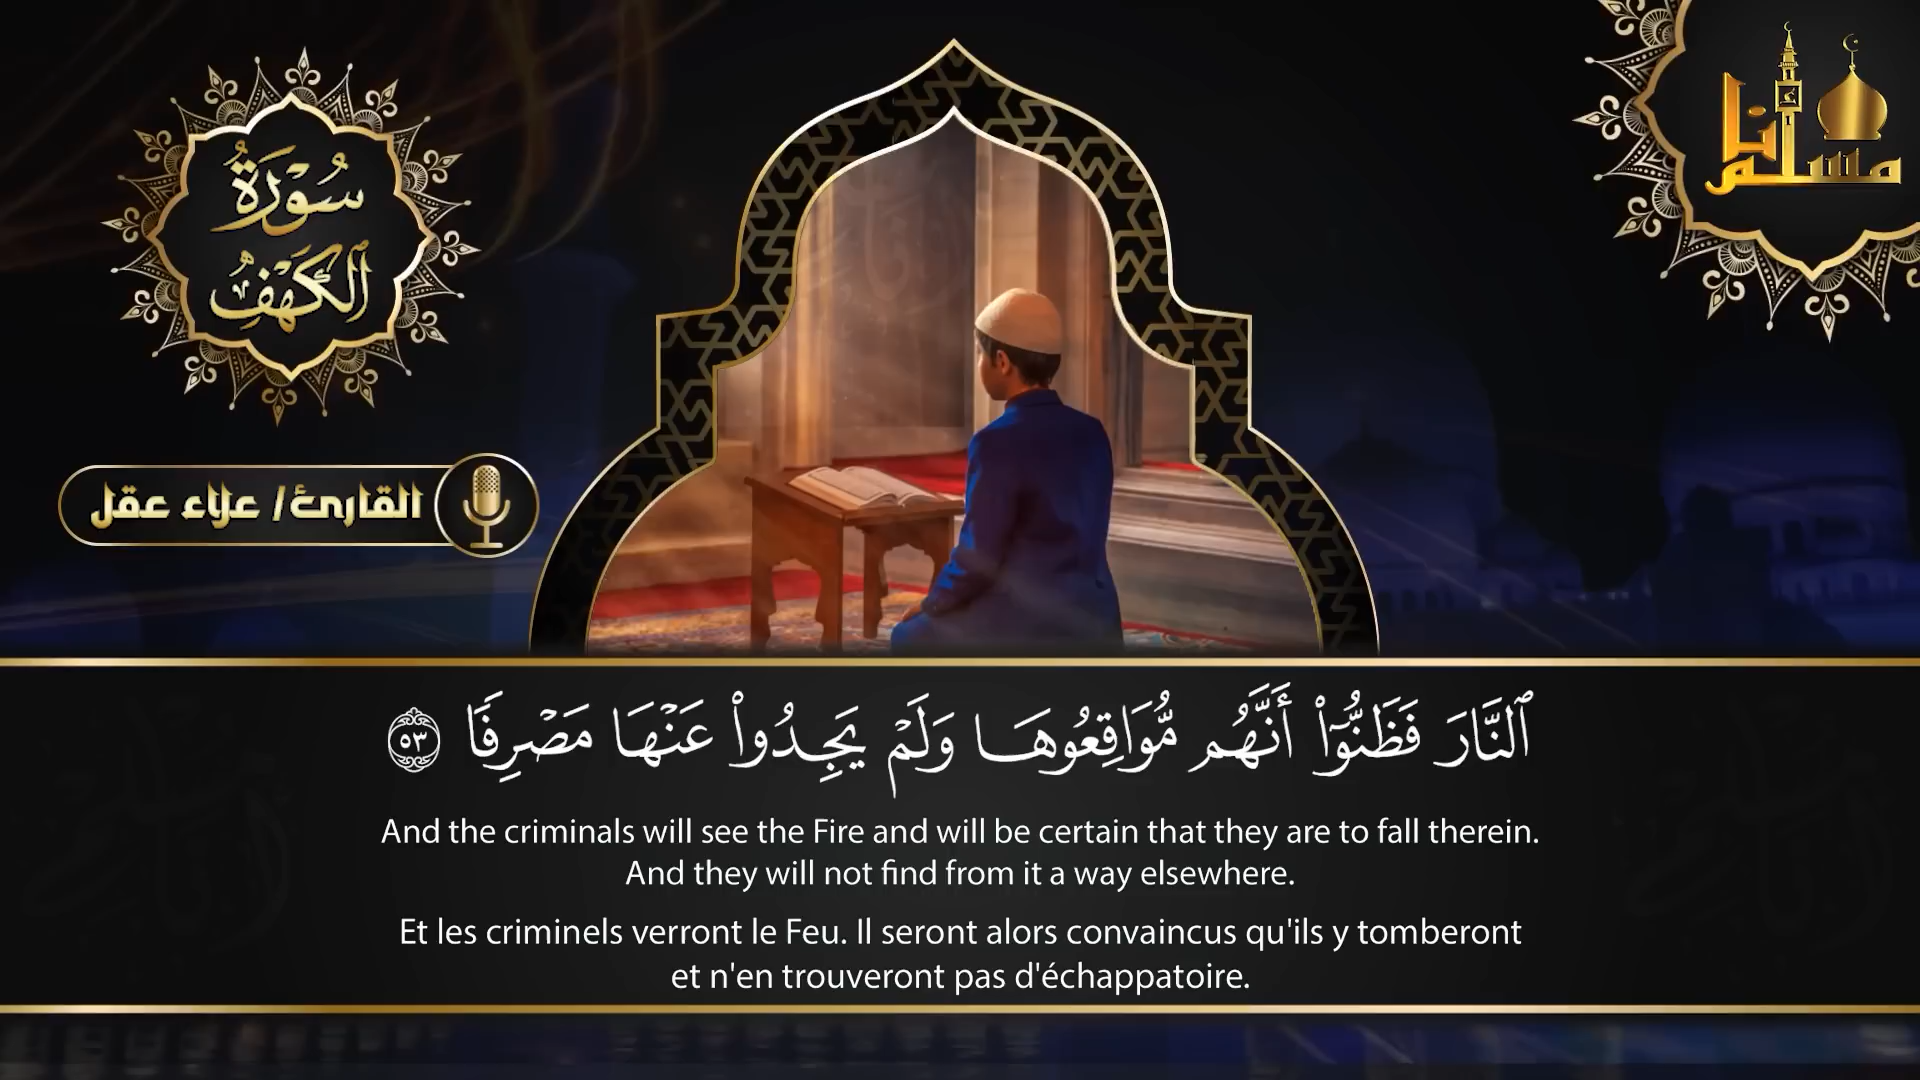 سُورَةُ
ٱلْكَهْفِ
أنا
مسلم
القارئ/ علاء عقل
ٱلنَّارَ فَظَنُّوٓا۟ أَنَّهُم مُّوَاقِعُوهَا وَلَمْ يَجِدُوا۟ عَنْهَا مَصْرِفًا ٥٣
And the criminals will see the Fire and will be certain that they are to fall therein.
And they will not find from it a way elsewhere.
Et les criminels verront le Feu. Il seront alors convaincus qu'ils y tomberont
et n'en trouveront pas d'échappatoire.